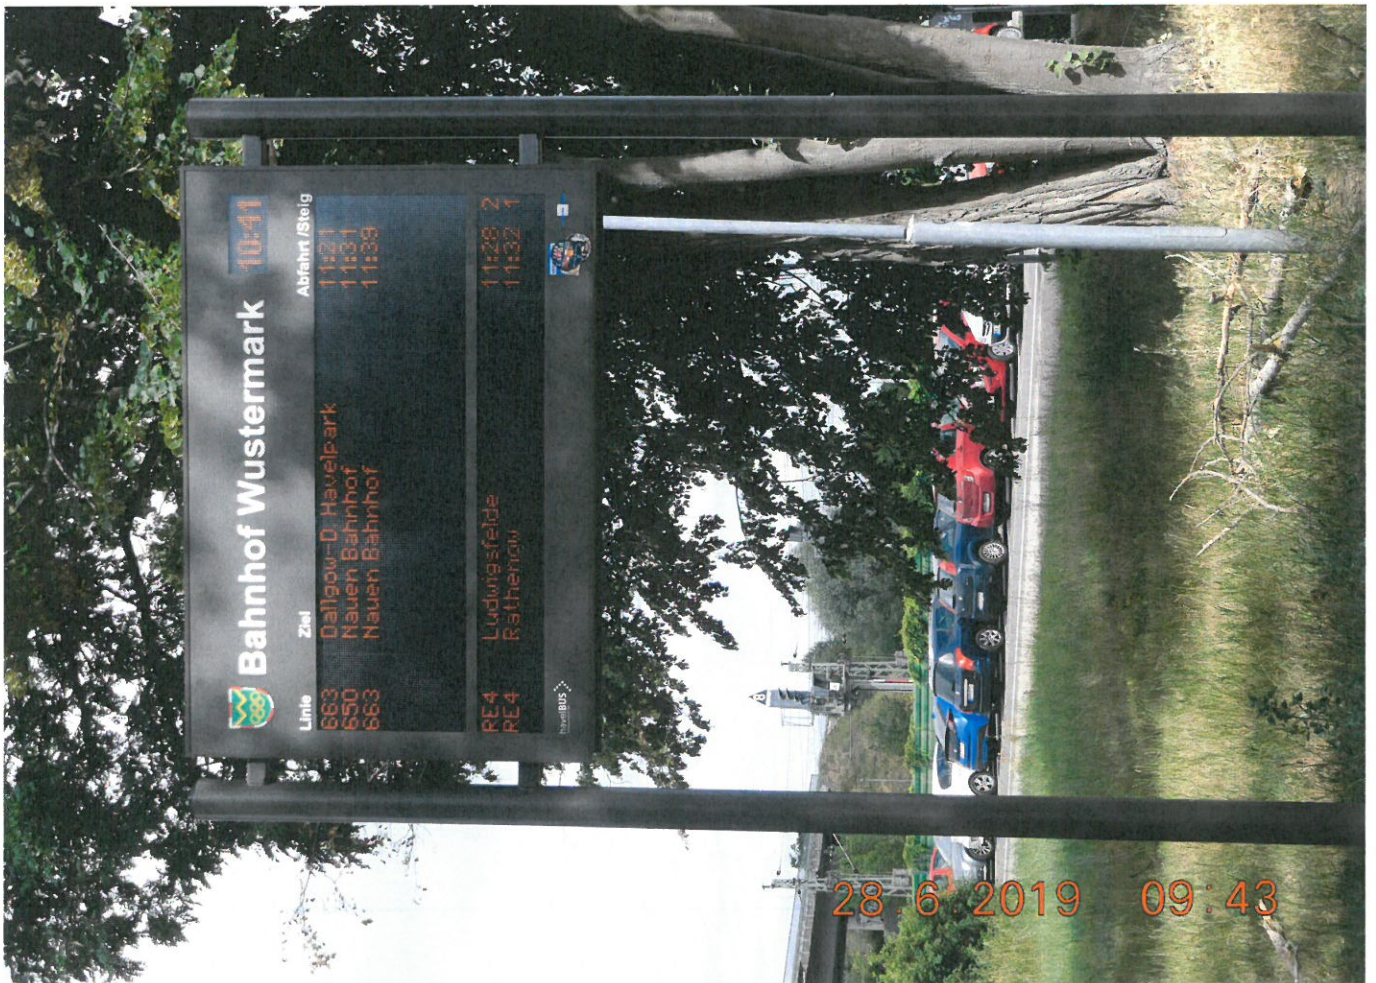 Bahnhof Wustermark 10:41
Linie Ziel Abfahrt /Steig
663 Dallgow-D Havelpark 11:21
650 Nauen Bahnhof 11:31
663 Nauen Bahnhof 11:39
RE4 Ludwigsfelde 11:28 2
RE4 Rathenow 11:32 1
havelBUS
28.6.2019 09:43